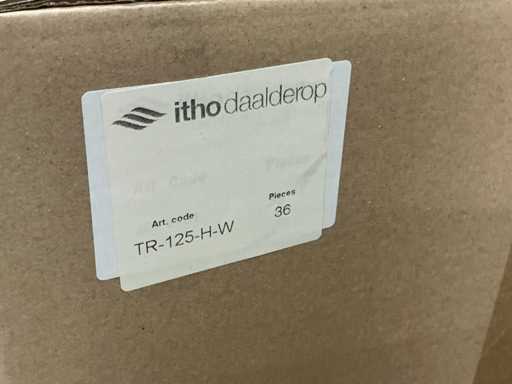 itho daalderop
Art. code
Pieces
TR-125-H-W
36